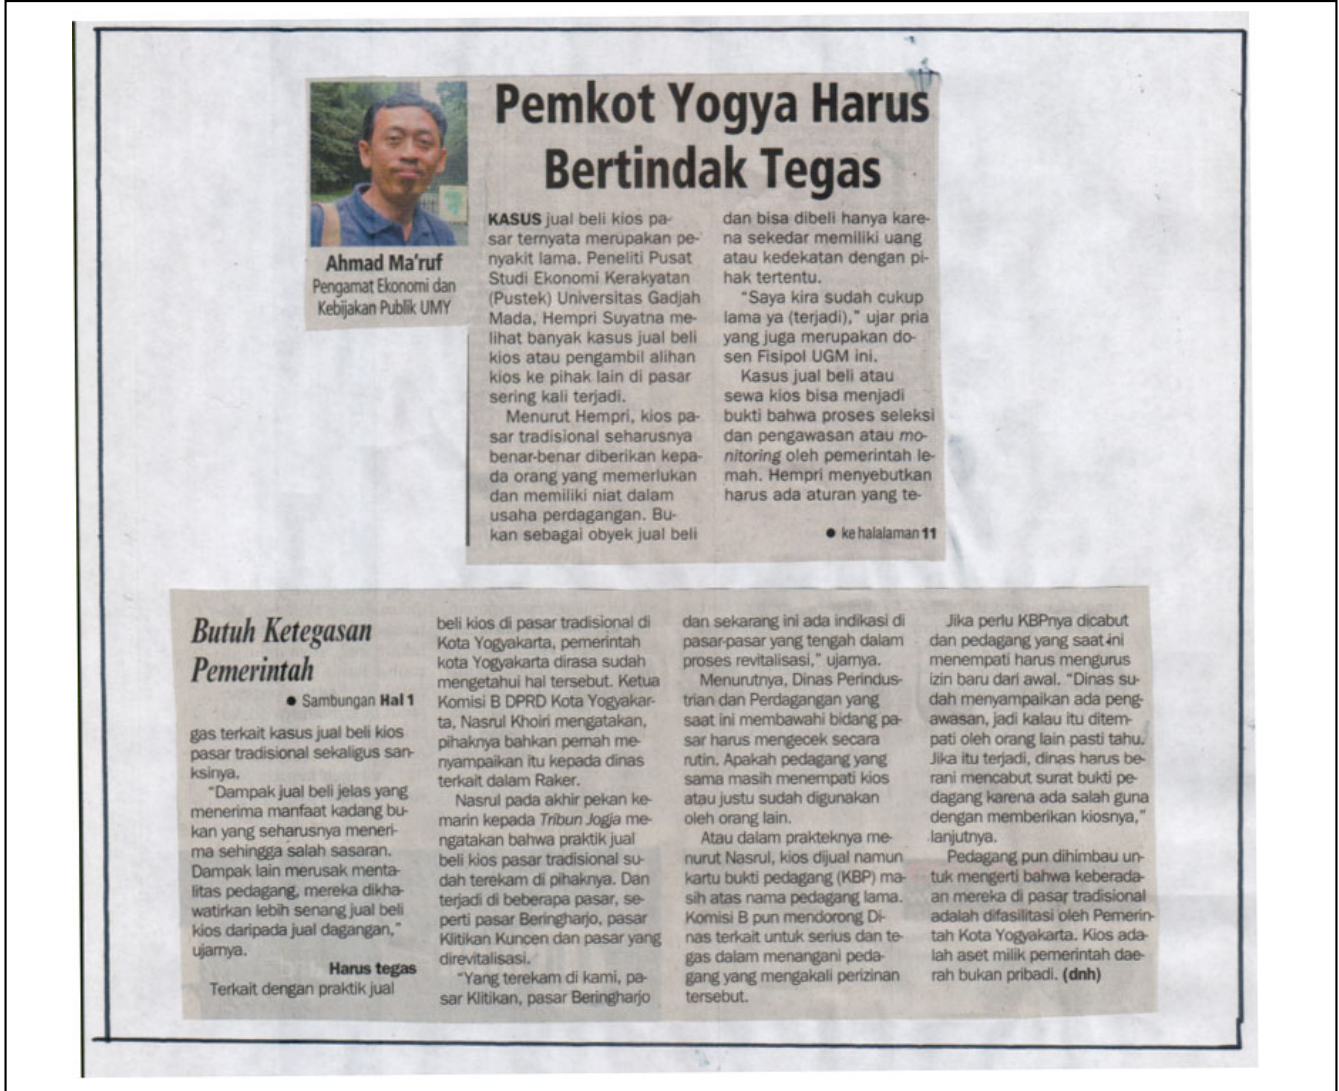 Pemkot Yogya Harus
Bertindak Tegas
Ahmad Ma'ruf
Pengamat Ekonomi dan
Kebijakan Publik UMY
KASUS jual beli kios pa-
sar ternyata merupakan pe-
nyakit lama. Peneliti Pusat
Studi Ekonomi Kerakyatan
(Pustek) Universitas Gadjah
Mada, Hempri Suyatna me-
lihat banyak kasus jual beli
kios atau pengambil alihan
kios ke pihak lain di pasar
sering kali terjadi.
Menurut Hempri, kios pa-
sar tradisional seharusnya
benar-benar diberikan kepa-
da orang yang memerlukan
dan memiliki niat dalam
usaha perdagangan. Bu-
kan sebagai obyek jual beli
dan bisa dibeli hanya kare-
na sekedar memiliki uang
atau kedekatan dengan pi-
hak tertentu.
"Saya kira sudah cukup
lama ya (terjadi)," ujar pria
yang juga merupakan do-
sen Fisipol UGM ini.
Kasus jual beli atau
sewa kios bisa menjadi
bukti bahwa proses seleksi
dan pengawasan atau mo-
nitoring oleh pemerintah le-
mah. Hempri menyebutkan
harus ada aturan yang te-
● ke halalaman 11
Butuh Ketegasan
Pemerintah
● Sambungan Hal 1
gas terkait kasus jual beli kios
pasar tradisional sekaligus san-
ksinya.
"Dampak jual beli jelas yang
menerima manfaat kadang bu-
kan yang seharusnya meneri-
ma sehingga salah sasaran.
Dampak lain merusak menta-
litas pedagang, mereka dikha-
watirkan lebih senang jual beli
kios daripada jual dagangan,"
ujarnya.
Harus tegas
Terkait dengan praktik jual
beli kios di pasar tradisional di
Kota Yogyakarta, pemerintah
kota Yogyakarta dirasa sudah
mengetahui hal tersebut. Ketua
Komisi B DPRD Kota Yogyakar-
ta, Nasrul Khoiri mengatakan,
pihaknya bahkan pernah me-
nyampaikan itu kepada dinas
terkait dalam Raker.
Nasrul pada akhir pekan ke-
marin kepada Tribun Jogja me-
ngatakan bahwa praktik jual
beli kios pasar tradisional su-
dah terekam di pihaknya. Dan
terjadi di beberapa pasar, se-
perti pasar Beringharjo, pasar
Klitikan Kuncen dan pasar yang
direvitalisasi.
"Yang terekam di kami, pa-
sar Klitikan, pasar Beringharjo
dan sekarang ini ada indikasi di
pasar-pasar yang tengah dalam
proses revitalisasi," ujarnya.
Menurutnya, Dinas Perindus-
trian dan Perdagangan yang
saat ini membawahi bidang pa-
sar harus mengecek secara
rutin. Apakah pedagang yang
sama masih menempati kios
atau justu sudah digunakan
oleh orang lain.
Atau dalam prakteknya me-
nurut Nasrul, kios dijual namun
kartu bukti pedagang (KBP) ma-
sih atas nama pedagang lama.
Komisi B pun mendorong Di-
nas terkait untuk serius dan te-
gas dalam menangani peda-
gang yang mengakali perizinan
tersebut.
Jika perlu KBPnya dicabut
dan pedagang yang saat ini
menempati harus mengurus
izin baru dari awal. "Dinas su-
dah menyampaikan ada peng-
awasan, jadi kalau itu ditem-
pati oleh orang lain pasti tahu.
Jika itu terjadi, dinas harus be-
rani mencabut surat bukti pe-
dagang karena ada salah guna
dengan memberikan kiosnya,"
lanjutnya.
Pedagang pun dihimbau un-
tuk mengerti bahwa keberada-
an mereka di pasar tradisional
adalah difasilitasi oleh Pemerin-
tah Kota Yogyakarta. Kios ada-
lah aset milik pemerintah dae-
rah bukan pribadi. (dnh)